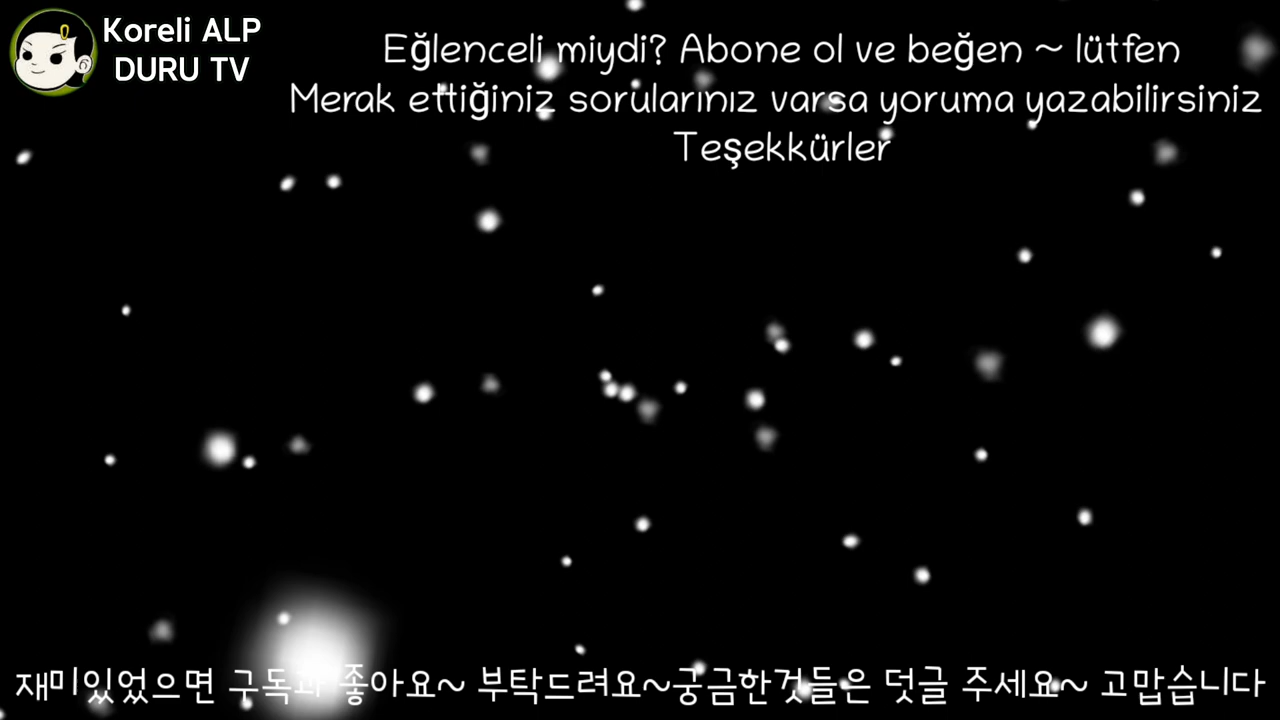 Koreli ALP
DURU TV
Eğlenceli miydi? Abone ol ve beğen ~ lütfen
Merak ettiğiniz sorularınız varsa yoruma yazabilirsiniz
Teşekkürler
재미있었으면 구독과 좋아요~ 부탁드려요~궁금한것들은 덧글 주세요~ 고맙습니다